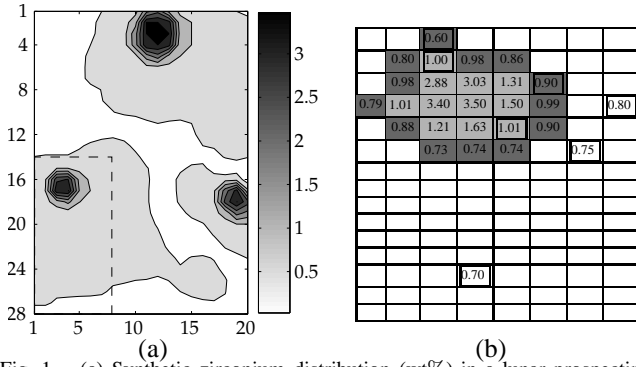 1
4
8
12
16
20
24
28
1 5 10 15 20
3
2.5
2
1.5
1
0.5
(a)
0.60
0.80 1.00 0.98 0.86
0.98 2.88 3.03 1.31 0.90
0.79 1.01 3.40 3.50 1.50 0.99 0.80
0.88 1.21 1.63 1.01 0.90
0.73 0.74 0.74 0.75
0.70
(b)
Fig. 1. (a) Synthetic zirconium distribution (wt%) in a lunar prospecting